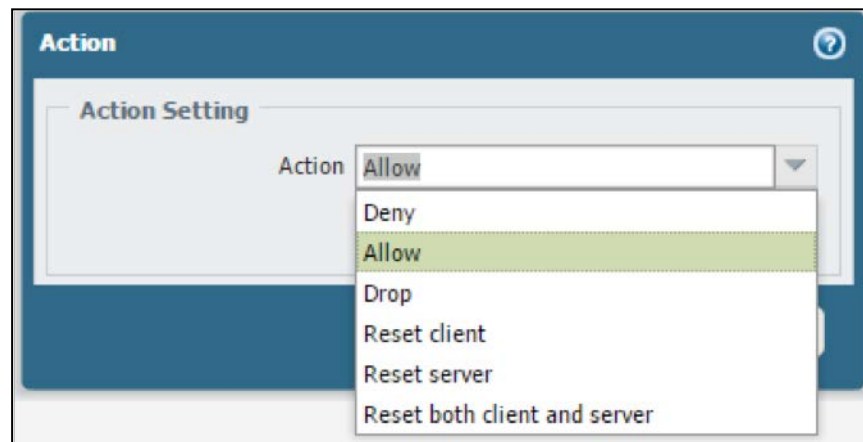 Action
Action Setting
Action Allow
Deny
Allow
Drop
Reset client
Reset server
Reset both client and server